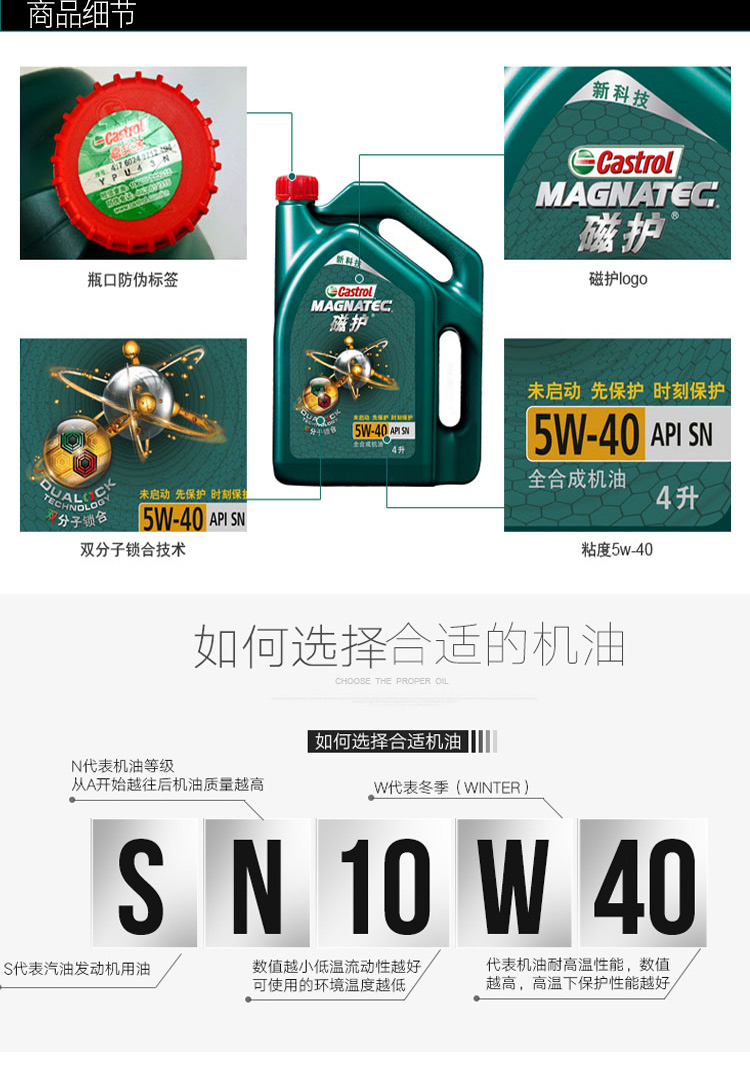 商品细节
Castrol
YPU43N
瓶口防伪标签
新科技
Castrol
MAGNATEC
磁护®
磁护logo
新科技
Castrol
MAGNATEC
磁护
DUALOCK
TECHNOLOGY
双分子锁合
未启动 先保护 时刻保护
5W-40 API SN
全合成机油
4升
DUALOCK
TECHNOLOGY
双分子锁合
未启动 先保护 时刻保护
5W-40 API SN
双分子锁合技术
未启动 先保护 时刻保护
5W-40 API SN
全合成机油
4升
粘度5w-40
如何选择合适的机油
CHOOSE THE PROPER OIL
如何选择合适机油
N代表机油等级
从A开始越往后机油质量越高
W代表冬季（WINTER）
S N 10 W 40
S代表汽油发动机用油
数值越小低温流动性越好
可使用的环境温度越低
代表机油耐高温性能，数值
越高，高温下保护性能越好